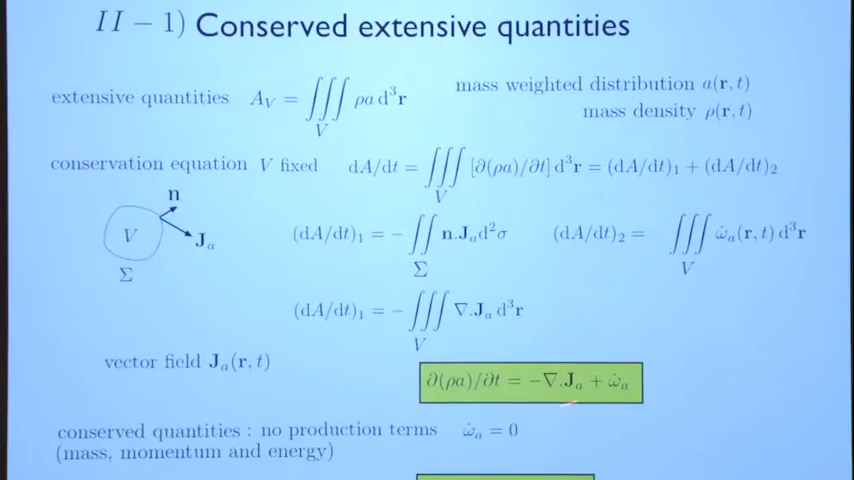 II − 1) Conserved extensive quantities
extensive quantities A_V = ∭_V ρa d³r mass weighted distribution a(r, t)
mass density ρ(r, t)
conservation equation V fixed dA/dt = ∭_V [∂(ρa)/∂t] d³r = (dA/dt)₁ + (dA/dt)₂
n
V J_a
Σ
(dA/dt)₁ = − ∬_Σ n.J_a d²σ (dA/dt)₂ = ∭_V ω̇_a(r, t) d³r
(dA/dt)₁ = − ∭_V ∇.J_a d³r
vector field J_a(r, t)
∂(ρa)/∂t = −∇.J_a + ω̇_a
conserved quantities : no production terms ω̇_a = 0
(mass, momentum and energy)